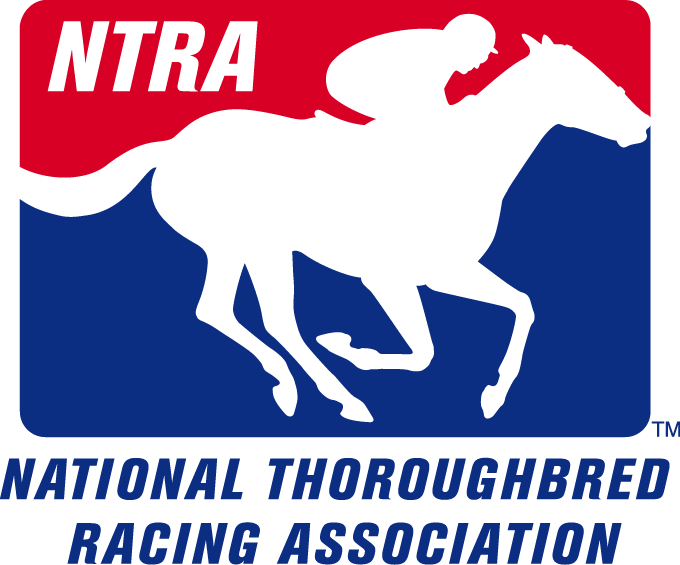 NTRA
TM
NATIONAL THOROUGHBRED
RACING ASSOCIATION